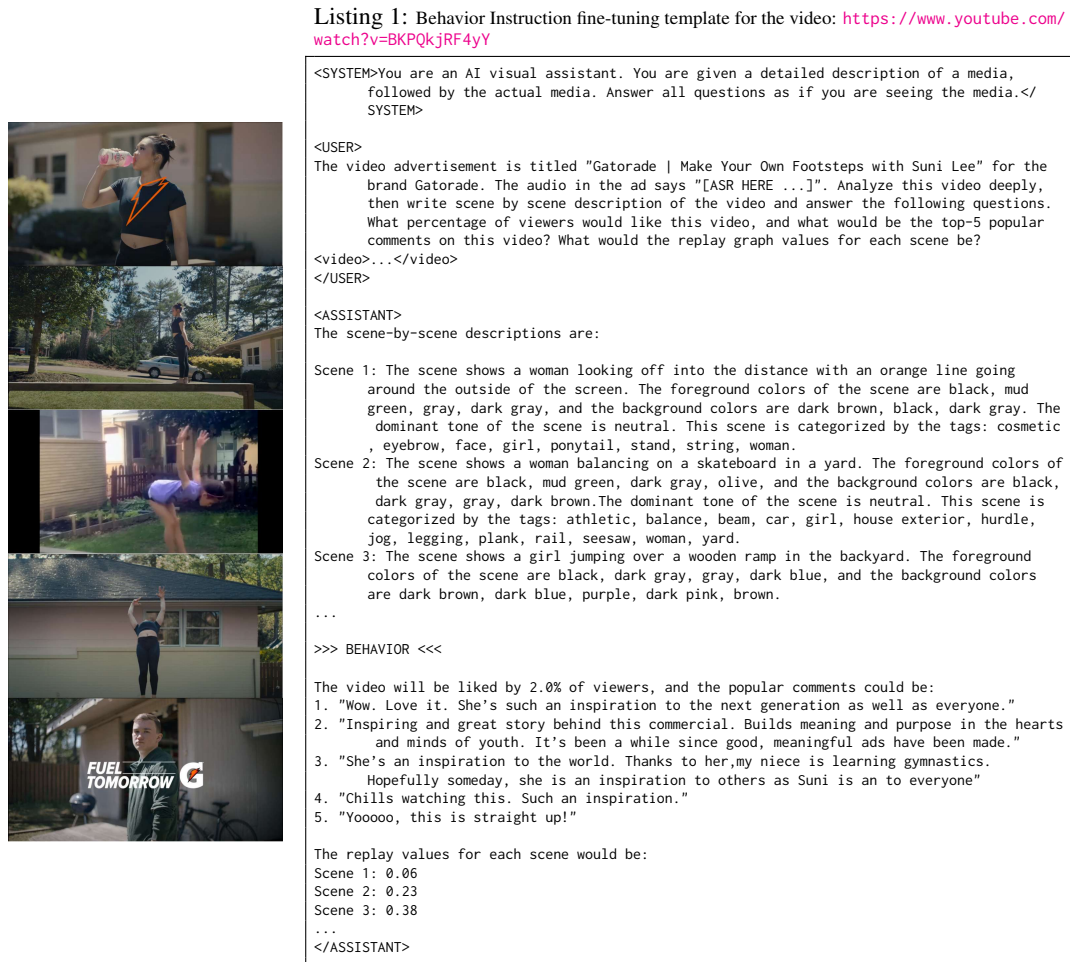 Listing 1: Behavior Instruction fine-tuning template for the video: https://www.youtube.com/
watch?v=BKPQkjRF4yY
<SYSTEM>You are an AI visual assistant. You are given a detailed description of a media,
followed by the actual media. Answer all questions as if you are seeing the media.</
SYSTEM>
<USER>
The video advertisement is titled "Gatorade | Make Your Own Footsteps with Suni Lee" for the
brand Gatorade. The audio in the ad says "[ASR HERE ...]". Analyze this video deeply,
then write scene by scene description of the video and answer the following questions.
What percentage of viewers would like this video, and what would be the top-5 popular
comments on this video? What would the replay graph values for each scene be?
<video>...</video>
</USER>
<ASSISTANT>
The scene-by-scene descriptions are:
Scene 1: The scene shows a woman looking off into the distance with an orange line going
around the outside of the screen. The foreground colors of the scene are black, mud
green, gray, dark gray, and the background colors are dark brown, black, dark gray. The
dominant tone of the scene is neutral. This scene is categorized by the tags: cosmetic
, eyebrow, face, girl, ponytail, stand, string, woman.
Scene 2: The scene shows a woman balancing on a skateboard in a yard. The foreground colors of
the scene are black, mud green, dark gray, olive, and the background colors are black,
dark gray, gray, dark brown.The dominant tone of the scene is neutral. This scene is
categorized by the tags: athletic, balance, beam, car, girl, house exterior, hurdle,
jog, legging, plank, rail, seesaw, woman, yard.
Scene 3: The scene shows a girl jumping over a wooden ramp in the backyard. The foreground
colors of the scene are black, dark gray, gray, dark blue, and the background colors
are dark brown, dark blue, purple, dark pink, brown.
...
>>> BEHAVIOR <<<
The video will be liked by 2.0% of viewers, and the popular comments could be:
1. "Wow. Love it. She's such an inspiration to the next generation as well as everyone."
2. "Inspiring and great story behind this commercial. Builds meaning and purpose in the hearts
and minds of youth. It's been a while since good, meaningful ads have been made."
3. "She's an inspiration to the world. Thanks to her,my niece is learning gymnastics.
Hopefully someday, she is an inspiration to others as Suni is an to everyone"
4. "Chills watching this. Such an inspiration."
5. "Yooooo, this is straight up!"
The replay values for each scene would be:
Scene 1: 0.06
Scene 2: 0.23
Scene 3: 0.38
...
</ASSISTANT>
FUEL
TOMORROW G